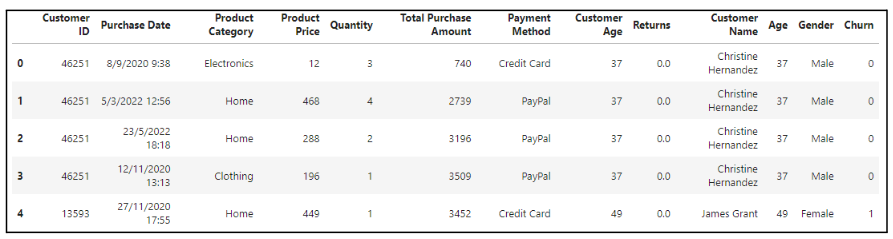 Customer ID Purchase Date Product Category Product Price Quantity Total Purchase Amount Payment Method Customer Age Returns Customer Name Age Gender Churn
0 46251 8/9/2020 9:38 Electronics 12 3 740 Credit Card 37 0.0 Christine Hernandez 37 Male 0
1 46251 5/3/2022 12:56 Home 468 4 2739 PayPal 37 0.0 Christine Hernandez 37 Male 0
2 46251 23/5/2022 18:18 Home 288 2 3196 PayPal 37 0.0 Christine Hernandez 37 Male 0
3 46251 12/11/2020 13:13 Clothing 196 1 3509 PayPal 37 0.0 Christine Hernandez 37 Male 0
4 13593 27/11/2020 17:55 Home 449 1 3452 Credit Card 49 0.0 James Grant 49 Female 1